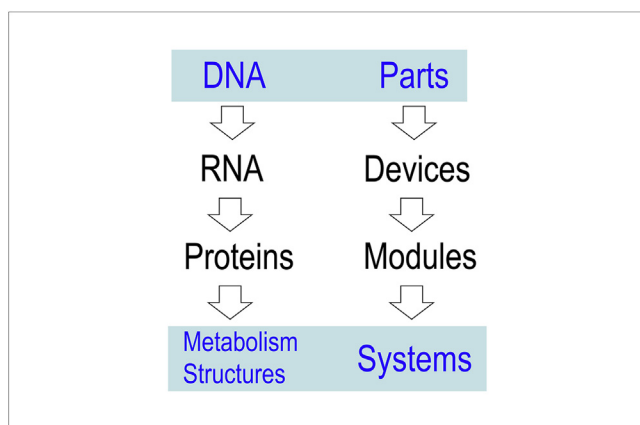 DNA Parts
RNA Devices
Proteins Modules
Metabolism
Structures Systems